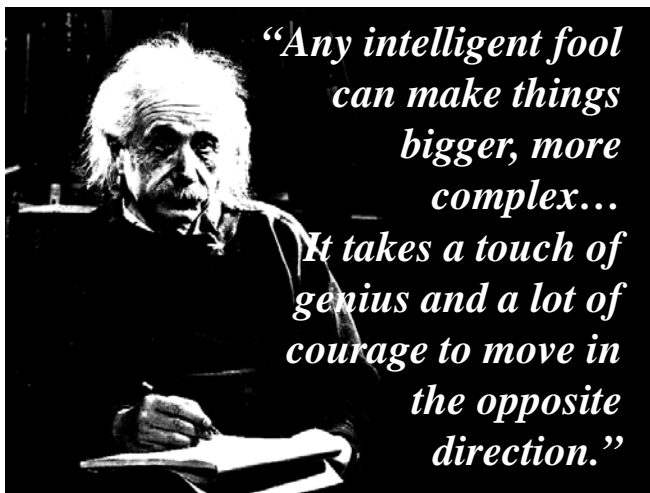 “Any intelligent fool
can make things
bigger, more
complex…
It takes a touch of
genius and a lot of
courage to move in
the opposite
direction.”